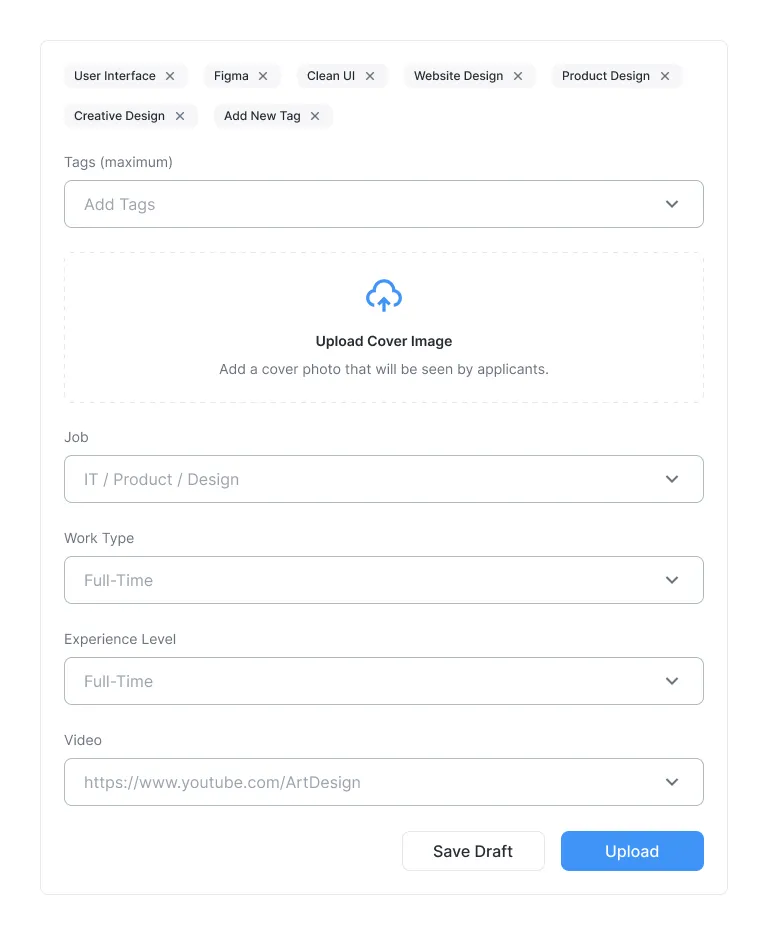 User Interface
Figma
Clean UI
Website Design
Product Design
Creative Design
Add New Tag
Tags (maximum)
Add Tags
Upload Cover Image
Add a cover photo that will be seen by applicants.
Job
IT / Product / Design
Work Type
Full-Time
Experience Level
Full-Time
Video
https://www.youtube.com/ArtDesign
Save Draft
Upload